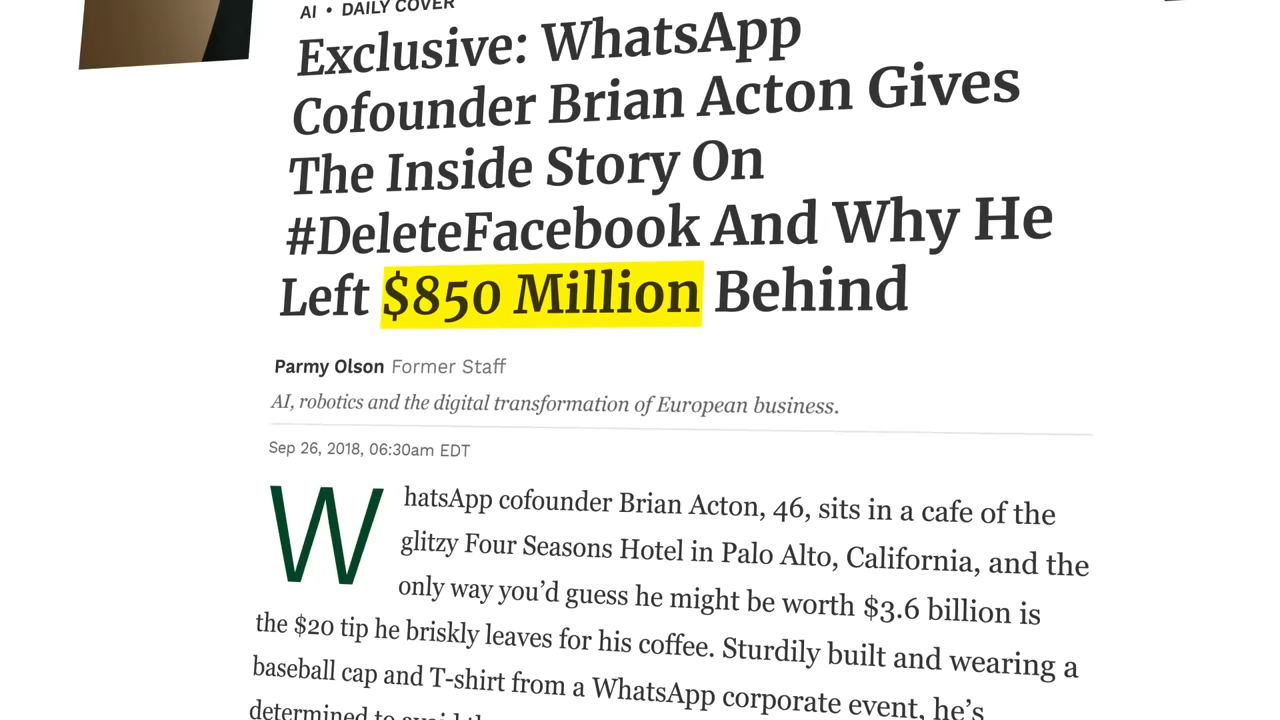 AI • DAILY COVER
Exclusive: WhatsApp
Cofounder Brian Acton Gives
The Inside Story On
#DeleteFacebook And Why He
Left $850 Million Behind
Parmy Olson Former Staff
AI, robotics and the digital transformation of European business.
Sep 26, 2018, 06:30am EDT
WhatsApp cofounder Brian Acton, 46, sits in a cafe of the
glitzy Four Seasons Hotel in Palo Alto, California, and the
only way you’d guess he might be worth $3.6 billion is
the $20 tip he briskly leaves for his coffee. Sturdily built and wearing a
baseball cap and T-shirt from a WhatsApp corporate event, he’s
determined to avoid